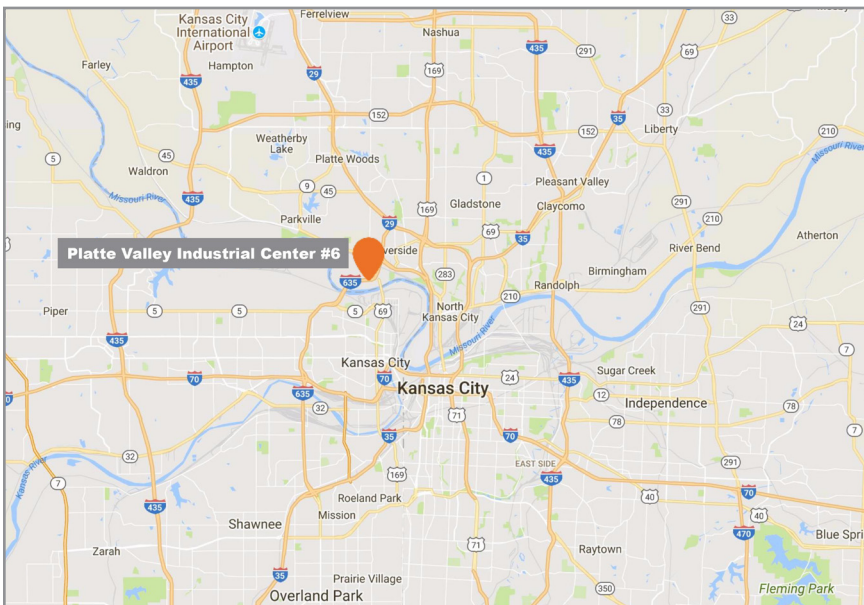 Ferrelview
Kansas City
International
Airport
Nashua
33
435
291
69
Farley
Hampton
29
435
169
33
152
35
Liberty
152
210
Weatherby
Lake
Platte Woods
435
Missouri River
5
45
Waldron
1
Pleasant Valley
9
45
435
Missouri River
Gladstone
Claycomo
210
169
Parkville
29
69
35
291
Atherton
Platte Valley Industrial Center #6
erside
River Bend
283
635
Birmingham
Randolph
210
Piper
5
5
5
69
North
Kansas City
291
24
435
Missouri River
7
Kansas City
Sugar Creek
70
70
Kansas City
24
435
635
12
Independence
32
71
78
78
7
35
70
32
EAST SIDE
291
Kansas River
7
169
435
70
435
40
40
Roeland Park
Shawnee
Mission
470
Blue Spri
71
Raytown
Zarah
35
Prairie Village
350
Fleming Park
Overland Park